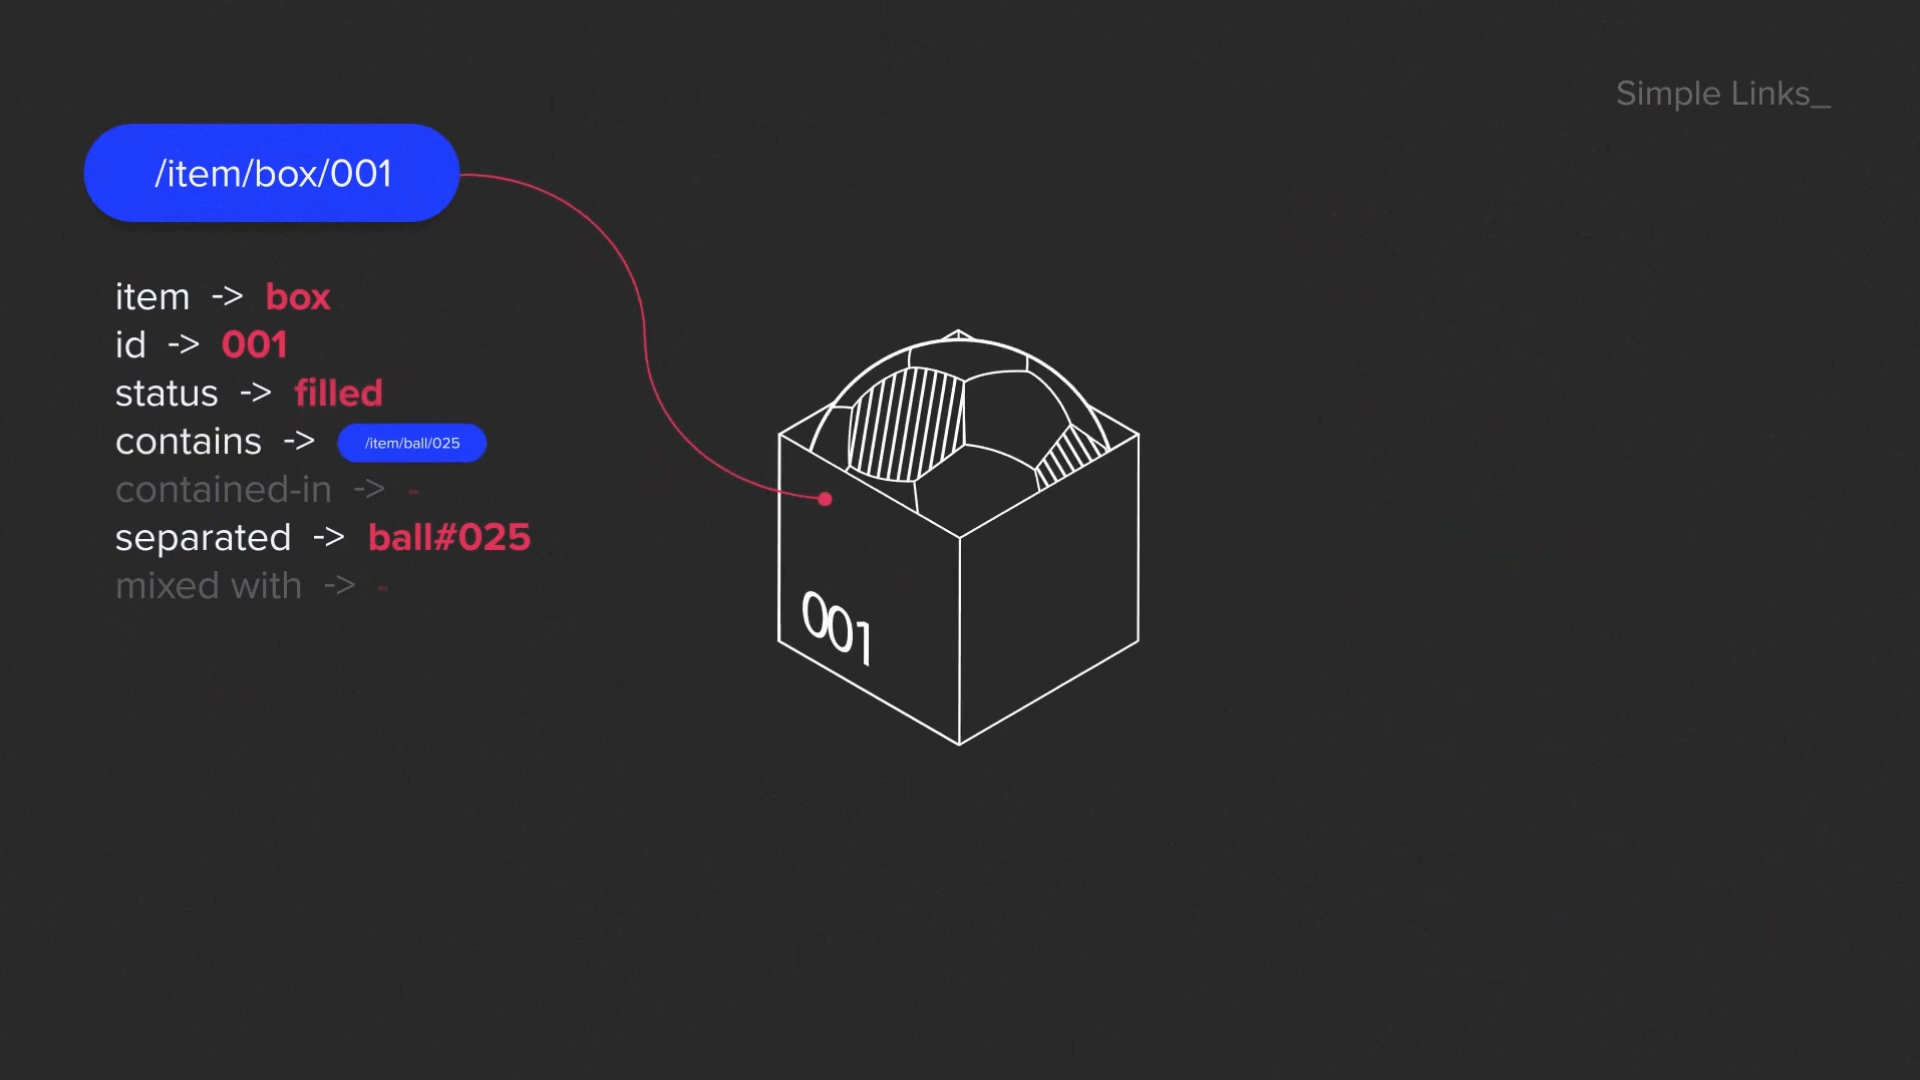 Simple Links_
/item/box/001
item -> box
id -> 001
status -> filled
contains -> /item/ball/025
contained-in -> -
separated -> ball#025
mixed with -> -
001